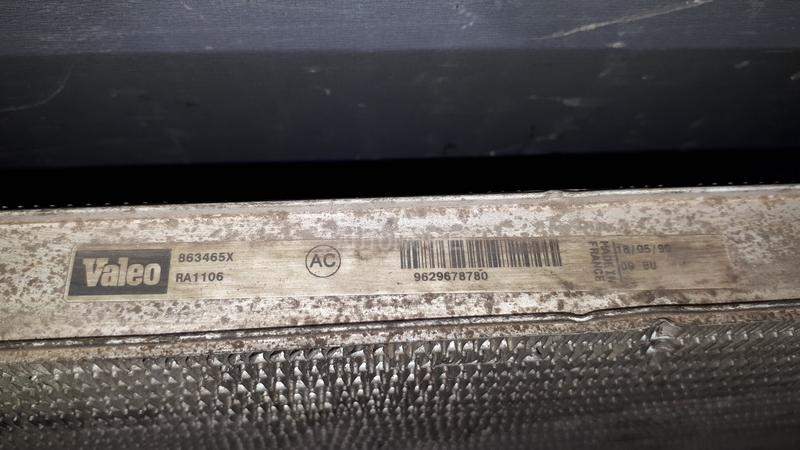 Valeo
863465X
RA1106
AC
9629678780
MADE IN
FRANCE